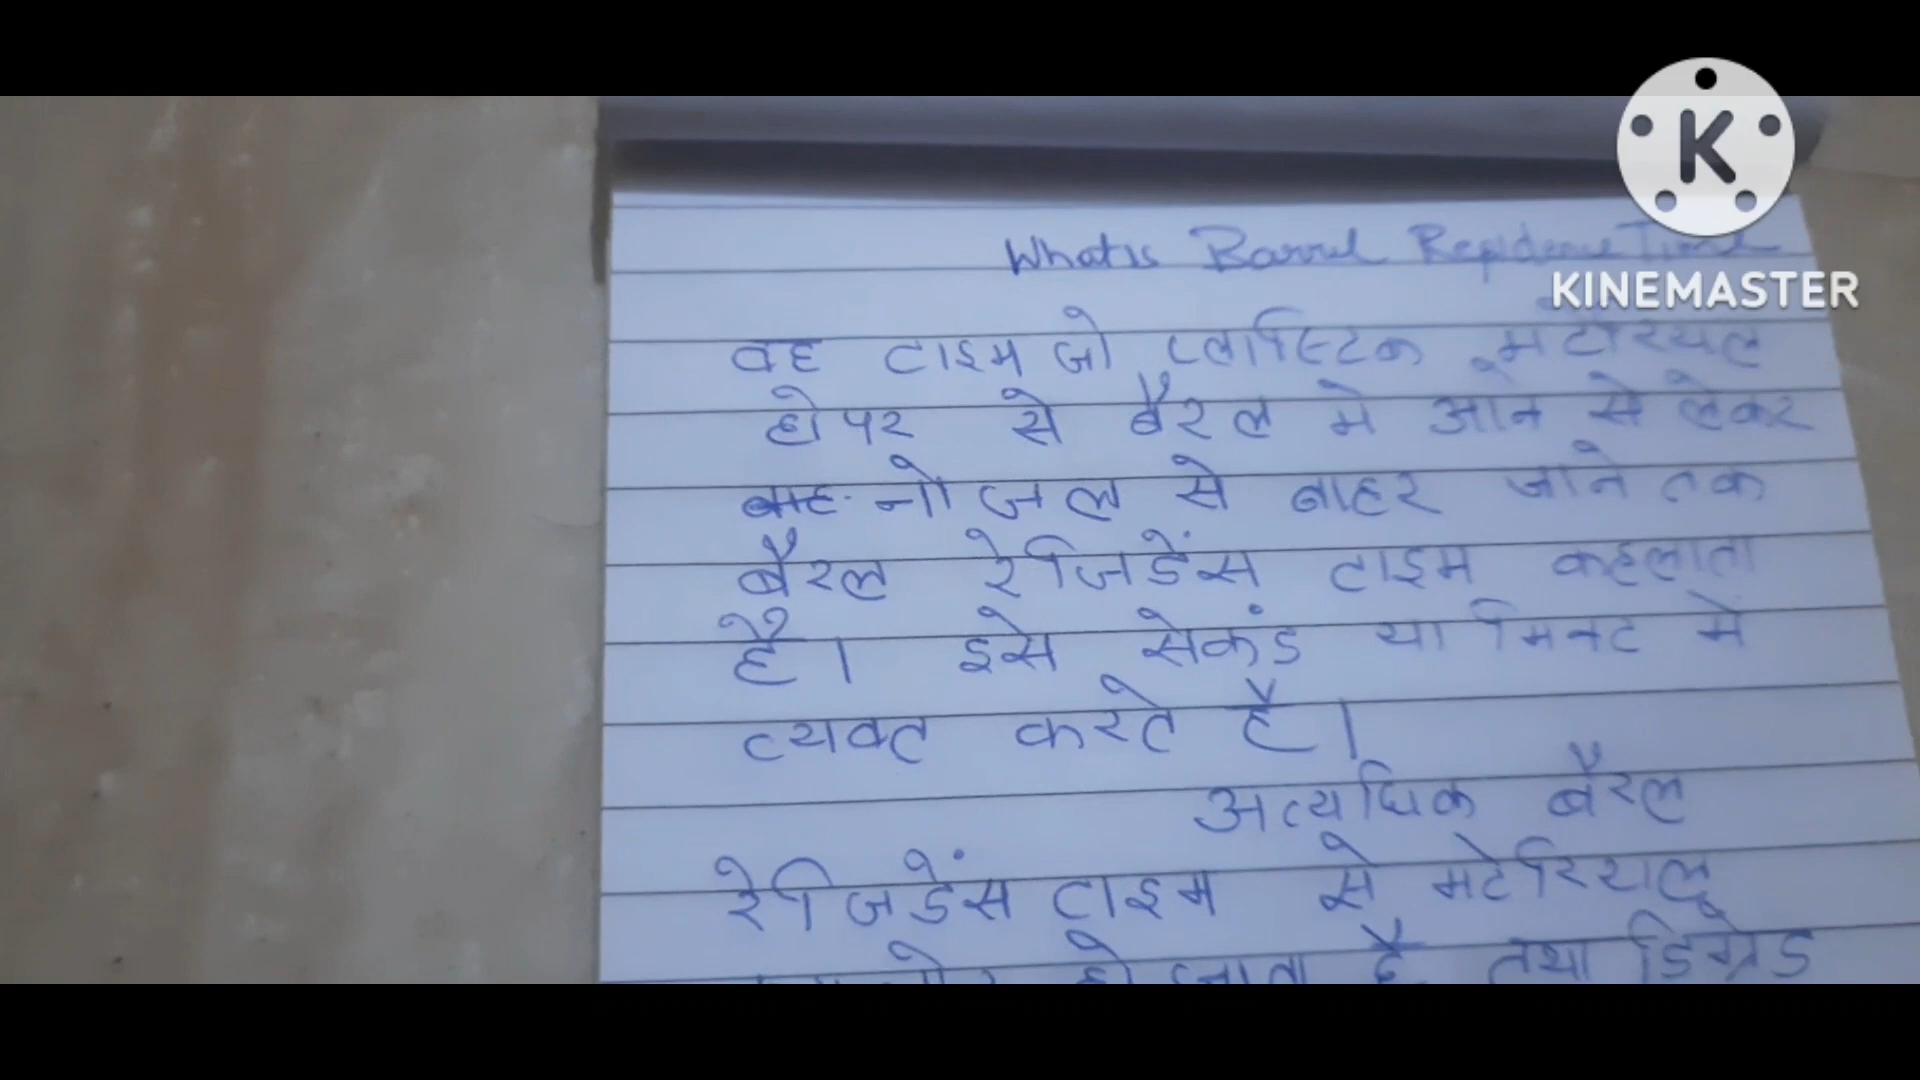 What is Barrel Residence Time
KINEMASTER
वह टाइम जो प्लास्टिक मटेरियल
होपर से बैरल मे आने से लेकर
नोजल से बाहर जाने तक
बैरल रेजिडेंस टाइम कहलाता
है। इसे सेकंड या मिनट मे
व्यक्त करते है।
अत्यधिक बैरल
रेजिडेंस टाइम से मटेरियल
हो जाता है तथा डिग्रेड